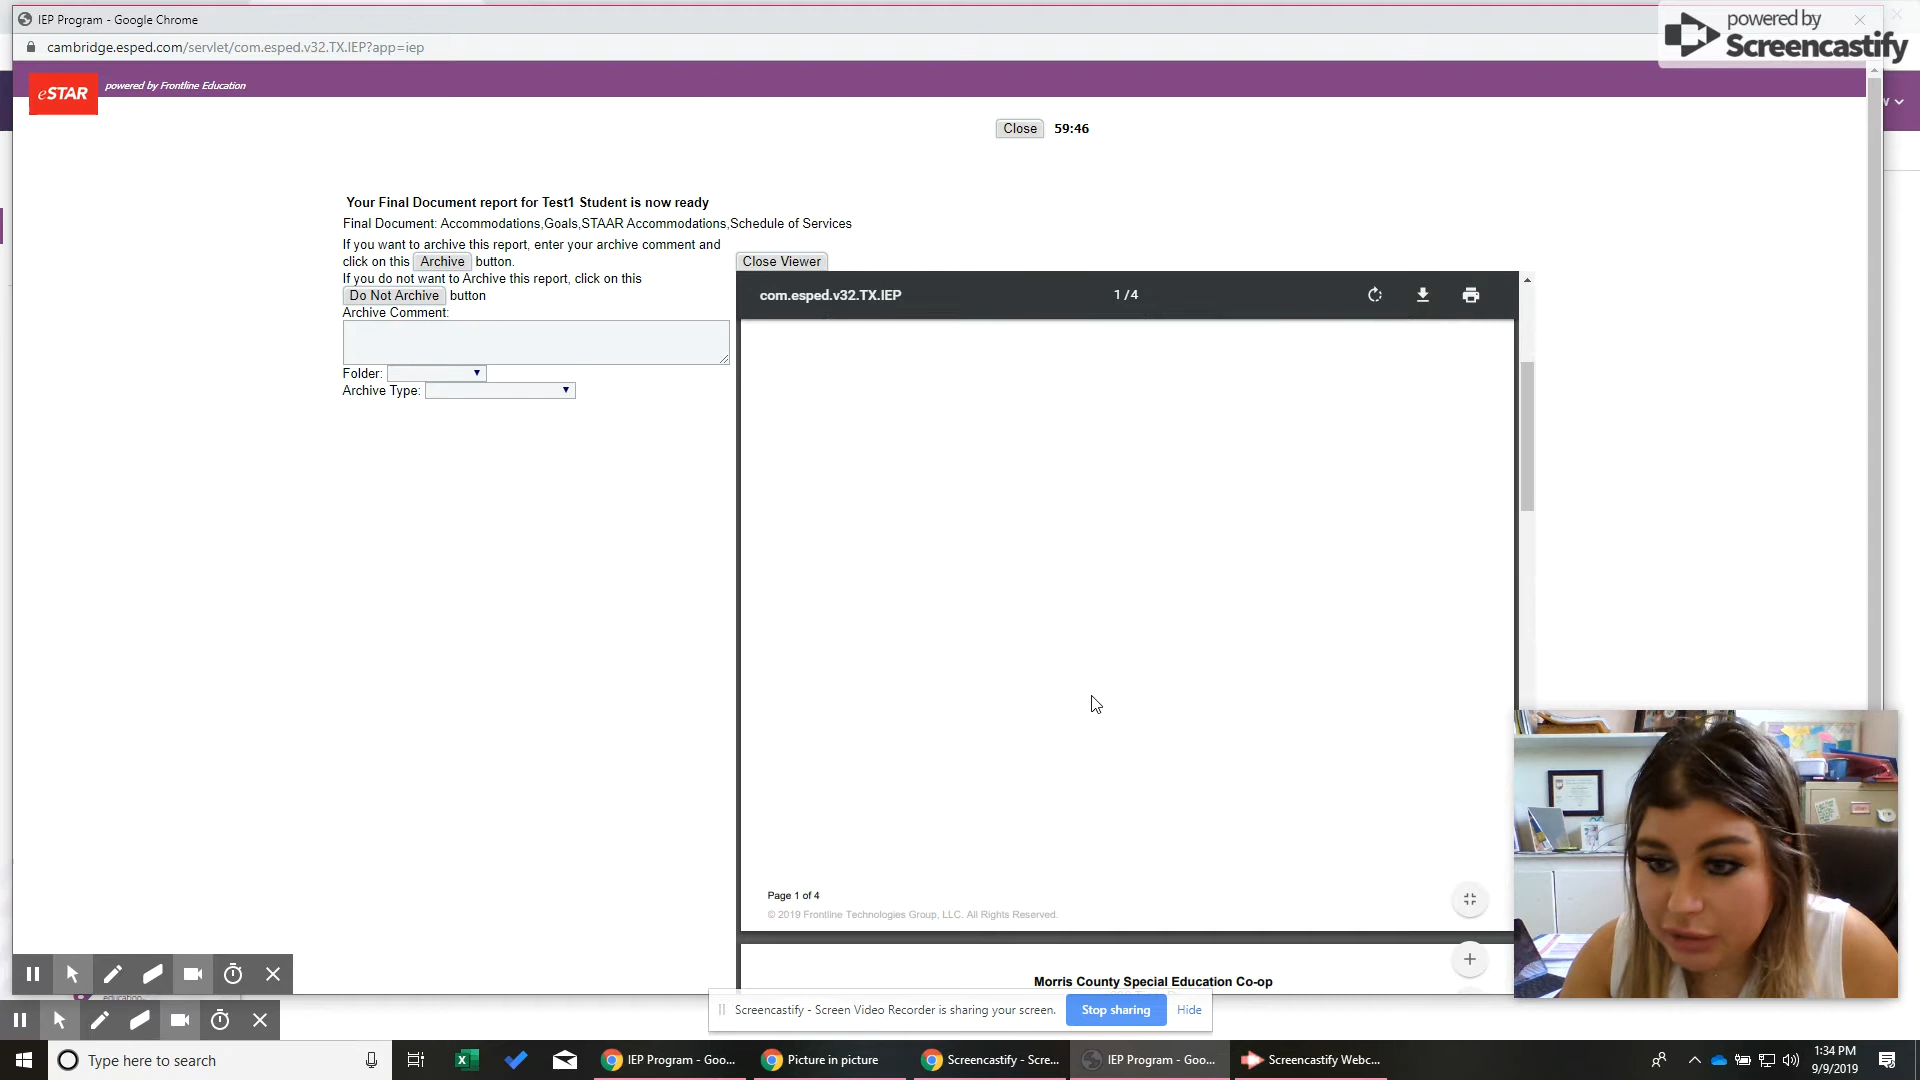 IEP Program - Google Chrome
powered by
Screencastify
cambridge.esped.com/servlet/com.esped.v32.TX.IEP?app=iep
eSTAR
powered by Frontline Education
Close 59:46
Your Final Document report for Test1 Student is now ready
Final Document: Accommodations,Goals,STAAR Accommodations,Schedule of Services
If you want to archive this report, enter your archive comment and
click on this Archive button.
If you do not want to Archive this report, click on this
Do Not Archive button
Archive Comment:
Folder:
Archive Type:
Close Viewer
com.esped.v32.TX.IEP 1 / 4
Page 1 of 4
© 2019 Frontline Technologies Group, LLC. All Rights Reserved.
Morris County Special Education Co-op
education
Screencastify - Screen Video Recorder is sharing your screen. Stop sharing Hide
Type here to search
IEP Program - Goo...
Picture in picture
Screencastify - Scre...
IEP Program - Goo...
Screencastify Webc...
1:34 PM
9/9/2019